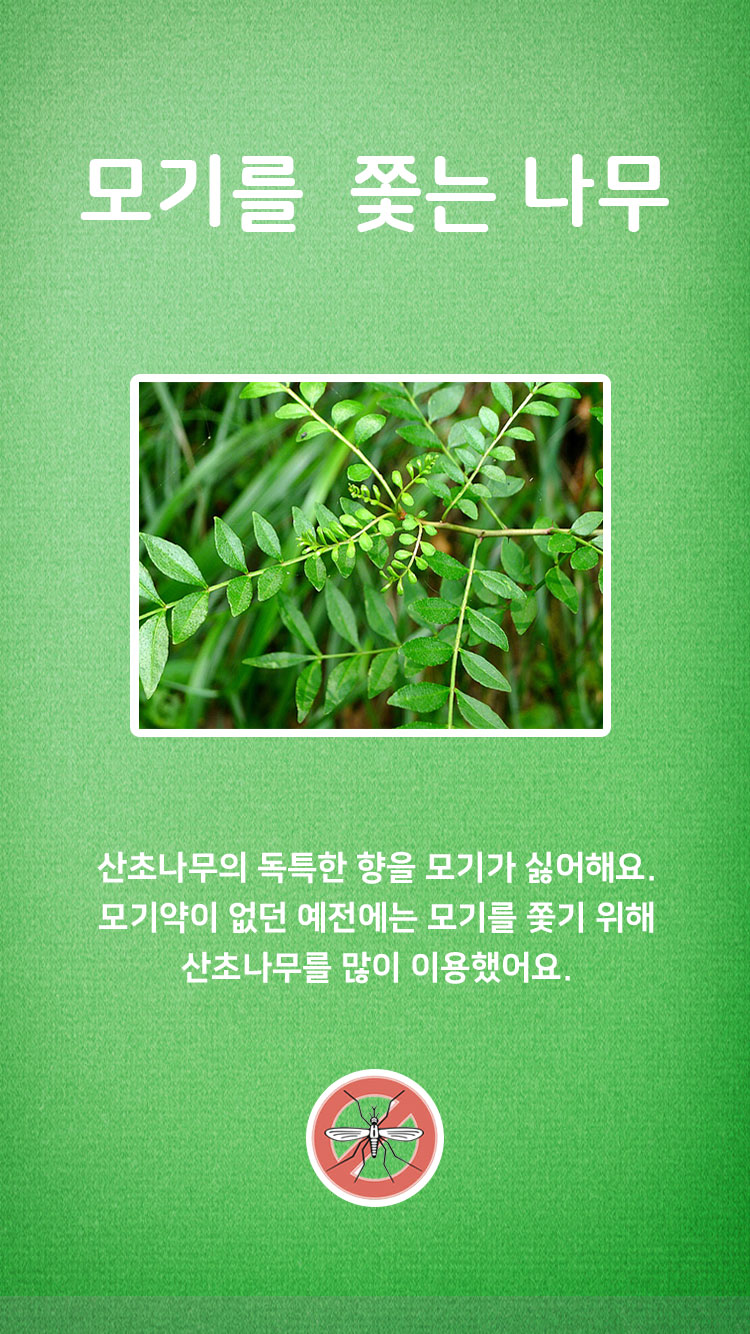 모기를 쫓는 나무
산초나무의 독특한 향을 모기가 싫어해요.
모기약이 없던 예전에는 모기를 쫓기 위해
산초나무를 많이 이용했어요.